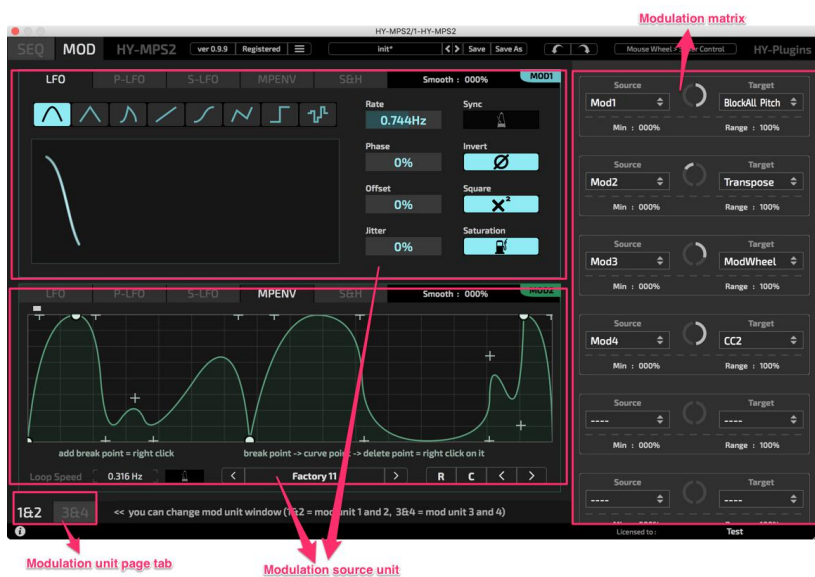 Modulation matrix
HY-MPS2/1-HY-MPS2
SEQ MOD HY-MPS2 ver 0.9.9 Registered init* < > Save Save As Mouse Wheel Control HY-Plugins
LFO P-LFO S-LFO MPENV S&H Smooth : 000% MOD1
Rate Sync
0.744Hz
Phase Invert
0%
Offset Square
0% X²
Jitter Saturation
0%
LFO P-LFO S-LFO MPENV S&H Smooth : 000% MOD2
add break point = right click break point -> curve point -> delete point = right click on it
Loop Speed 0.316 Hz < Factory 11 > R C < >
1&2 3&4 << you can change mod unit window (1&2 = mod unit 1 and 2, 3&4 = mod unit 3 and 4)
Source Target
Mod1 BlockAll Pitch
Min : 000% Range : 100%
Source Target
Mod2 Transpose
Min : 000% Range : 100%
Source Target
Mod3 ModWheel
Min : 000% Range : 100%
Source Target
Mod4 CC2
Min : 000% Range : 100%
Source Target
---- ----
Min : 000% Range : 100%
Source Target
---- ----
Licensed to : Test
Modulation unit page tab
Modulation source unit